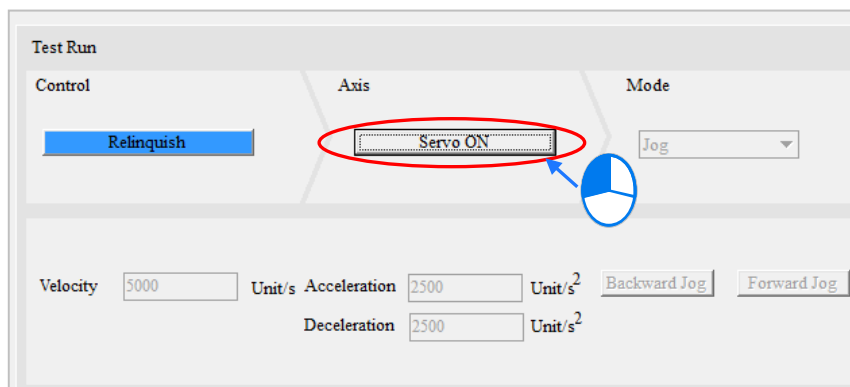 Test Run
Control Axis Mode
Relinquish Servo ON Jog
Velocity 5000 Unit/s Acceleration 2500 Unit/s2 Backward Jog Forward Jog
Deceleration 2500 Unit/s2